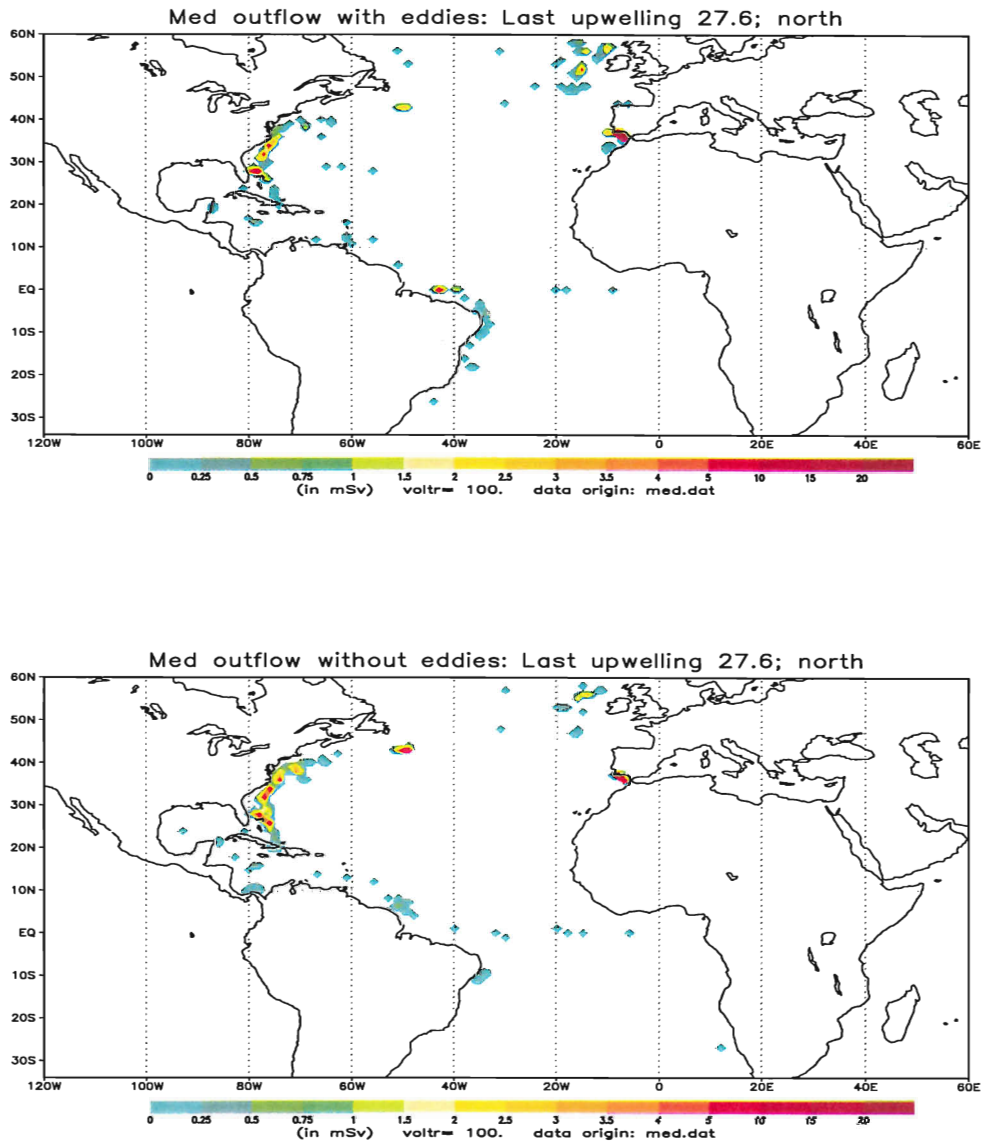 Med outflow with eddies: Last upwelling 27.6; north
60N
50N
40N
30N
20N
10N
EQ
10S
20S
30S
120W 100W 80W 60W 40W 20W 0 20E 40E 60E
0 0.25 0.5 0.75 1 1.5 2 2.5 3 3.5 4 5 10 15 20
(in mSv) voltr= 100. data origin: med.dat
Med outflow without eddies: Last upwelling 27.6; north
60N
50N
40N
30N
20N
10N
EQ
10S
20S
30S
120W 100W 80W 60W 40W 20W 0 20E 40E 60E
0 0.25 0.5 0.75 1 1.5 2 2.5 3 3.5 4 5 10 15 20
(in mSv) voltr= 100. data origin: med.dat